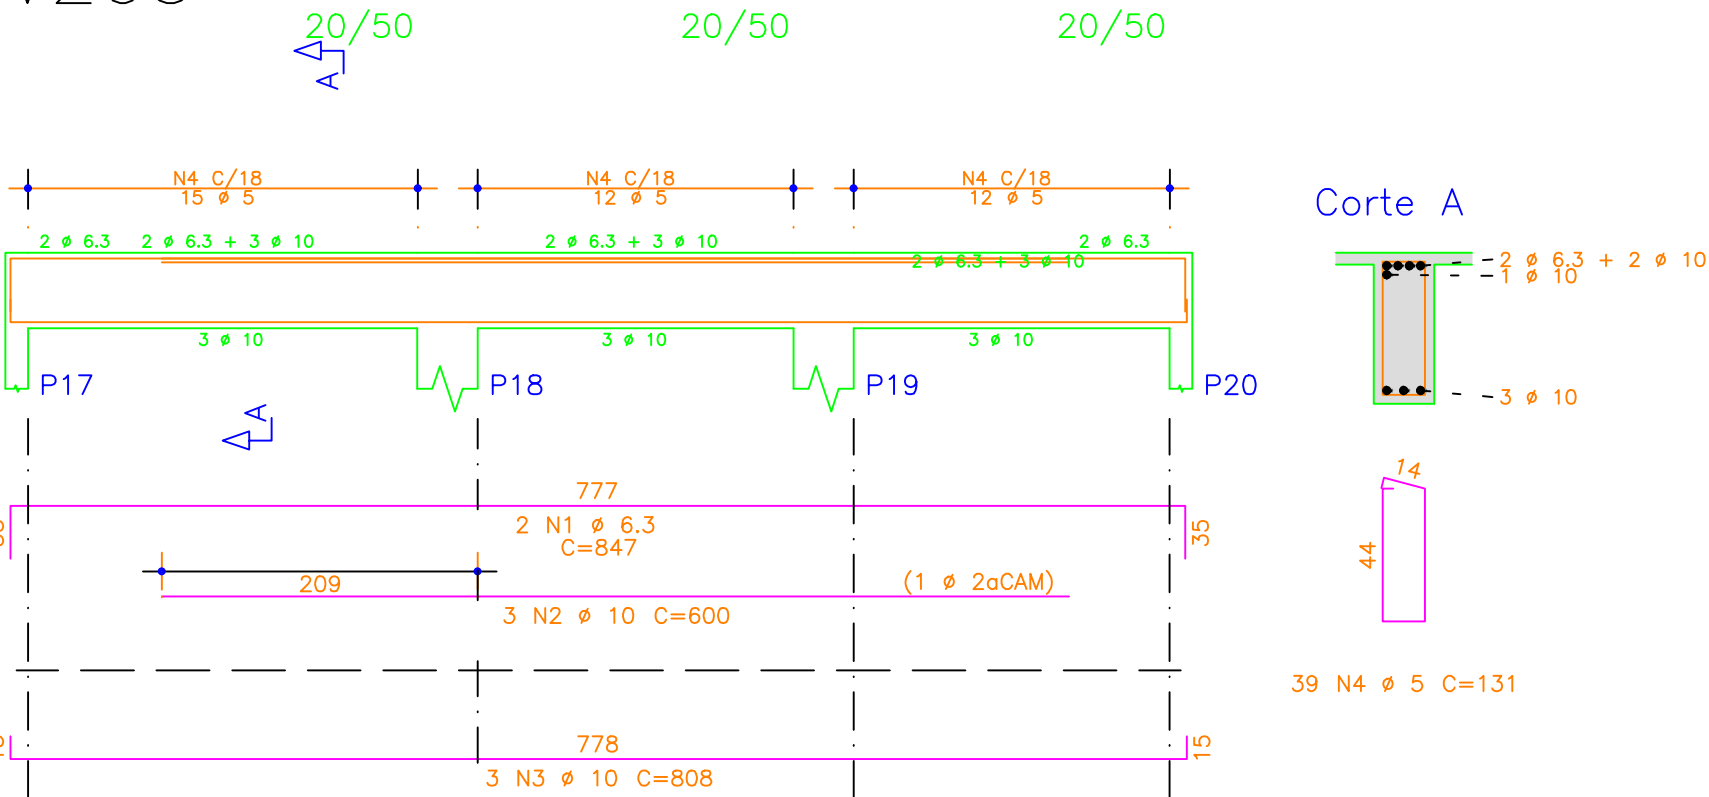 20/50 20/50 20/50
A
N4 C/18 N4 C/18 N4 C/18
15 ø 5 12 ø 5 12 ø 5
Corte A
2 ø 6.3 2 ø 6.3 + 3 ø 10 2 ø 6.3 + 3 ø 10 2 ø 6.3
2 ø 6.3 + 3 ø 10
2 ø 6.3 + 2 ø 10
1 ø 10
3 ø 10 3 ø 10 3 ø 10
P17 P18 P19 P20
3 ø 10
A
14
777
2 N1 ø 6.3
C=847
35
44
209
(1 ø 2aCAM)
3 N2 ø 10 C=600
39 N4 ø 5 C=131
778
15
3 N3 ø 10 C=808